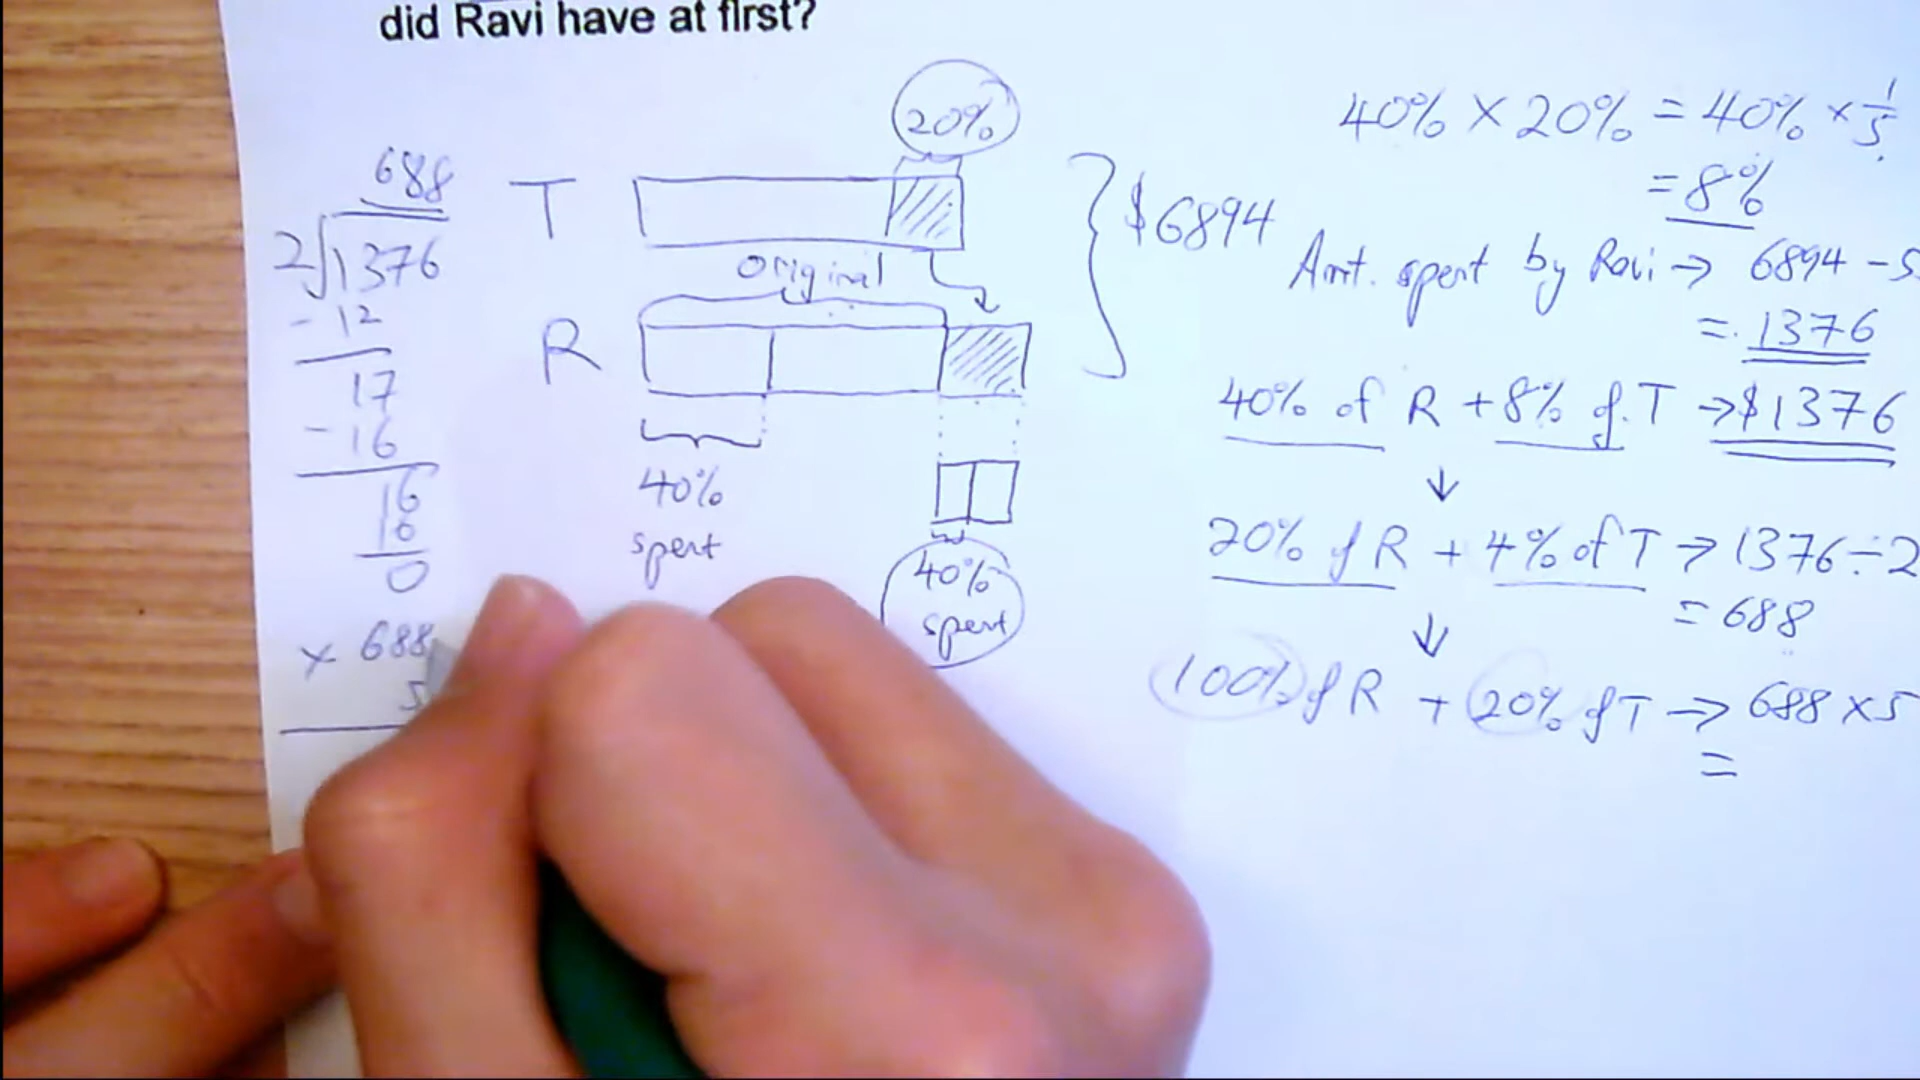 did Ravi have at first?
20%
688
2 1376
- 12
17
- 16
16
16
0
× 688
5
T
$6894
Original
R
40%
spent
40%
spent
40% × 20% = 40% × 1/5
= 8%
Amt. spent by Ravi → 6894 - 5
= 1376
40% of R + 8% of T → $1376
↓
20% of R + 4% of T → 1376 ÷ 2
= 688
↓
100% of R + 20% of T → 688 × 5
=